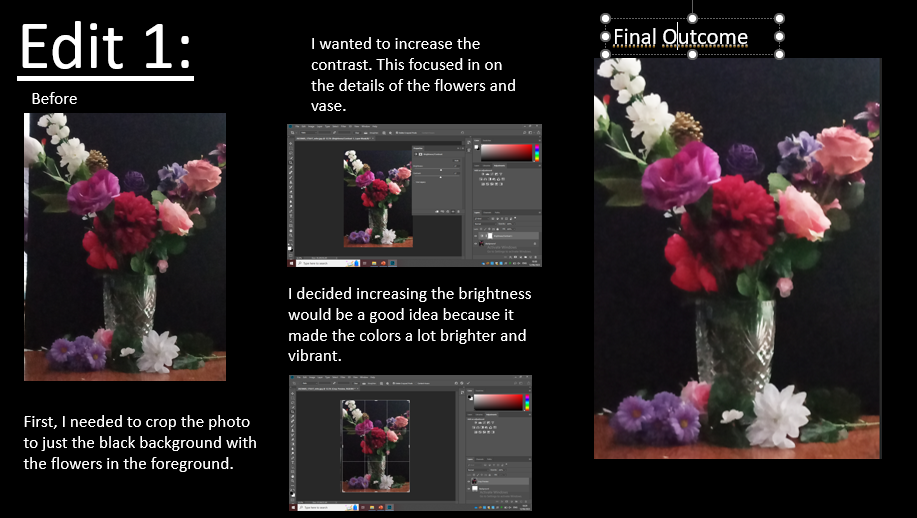 Edit 1:
Before
First, I needed to crop the photo
to just the black background with
the flowers in the foreground.
I wanted to increase the
contrast. This focused in on
the details of the flowers and
vase.
I decided increasing the brightness
would be a good idea because it
made the colors a lot brighter and
vibrant.
Final Outcome